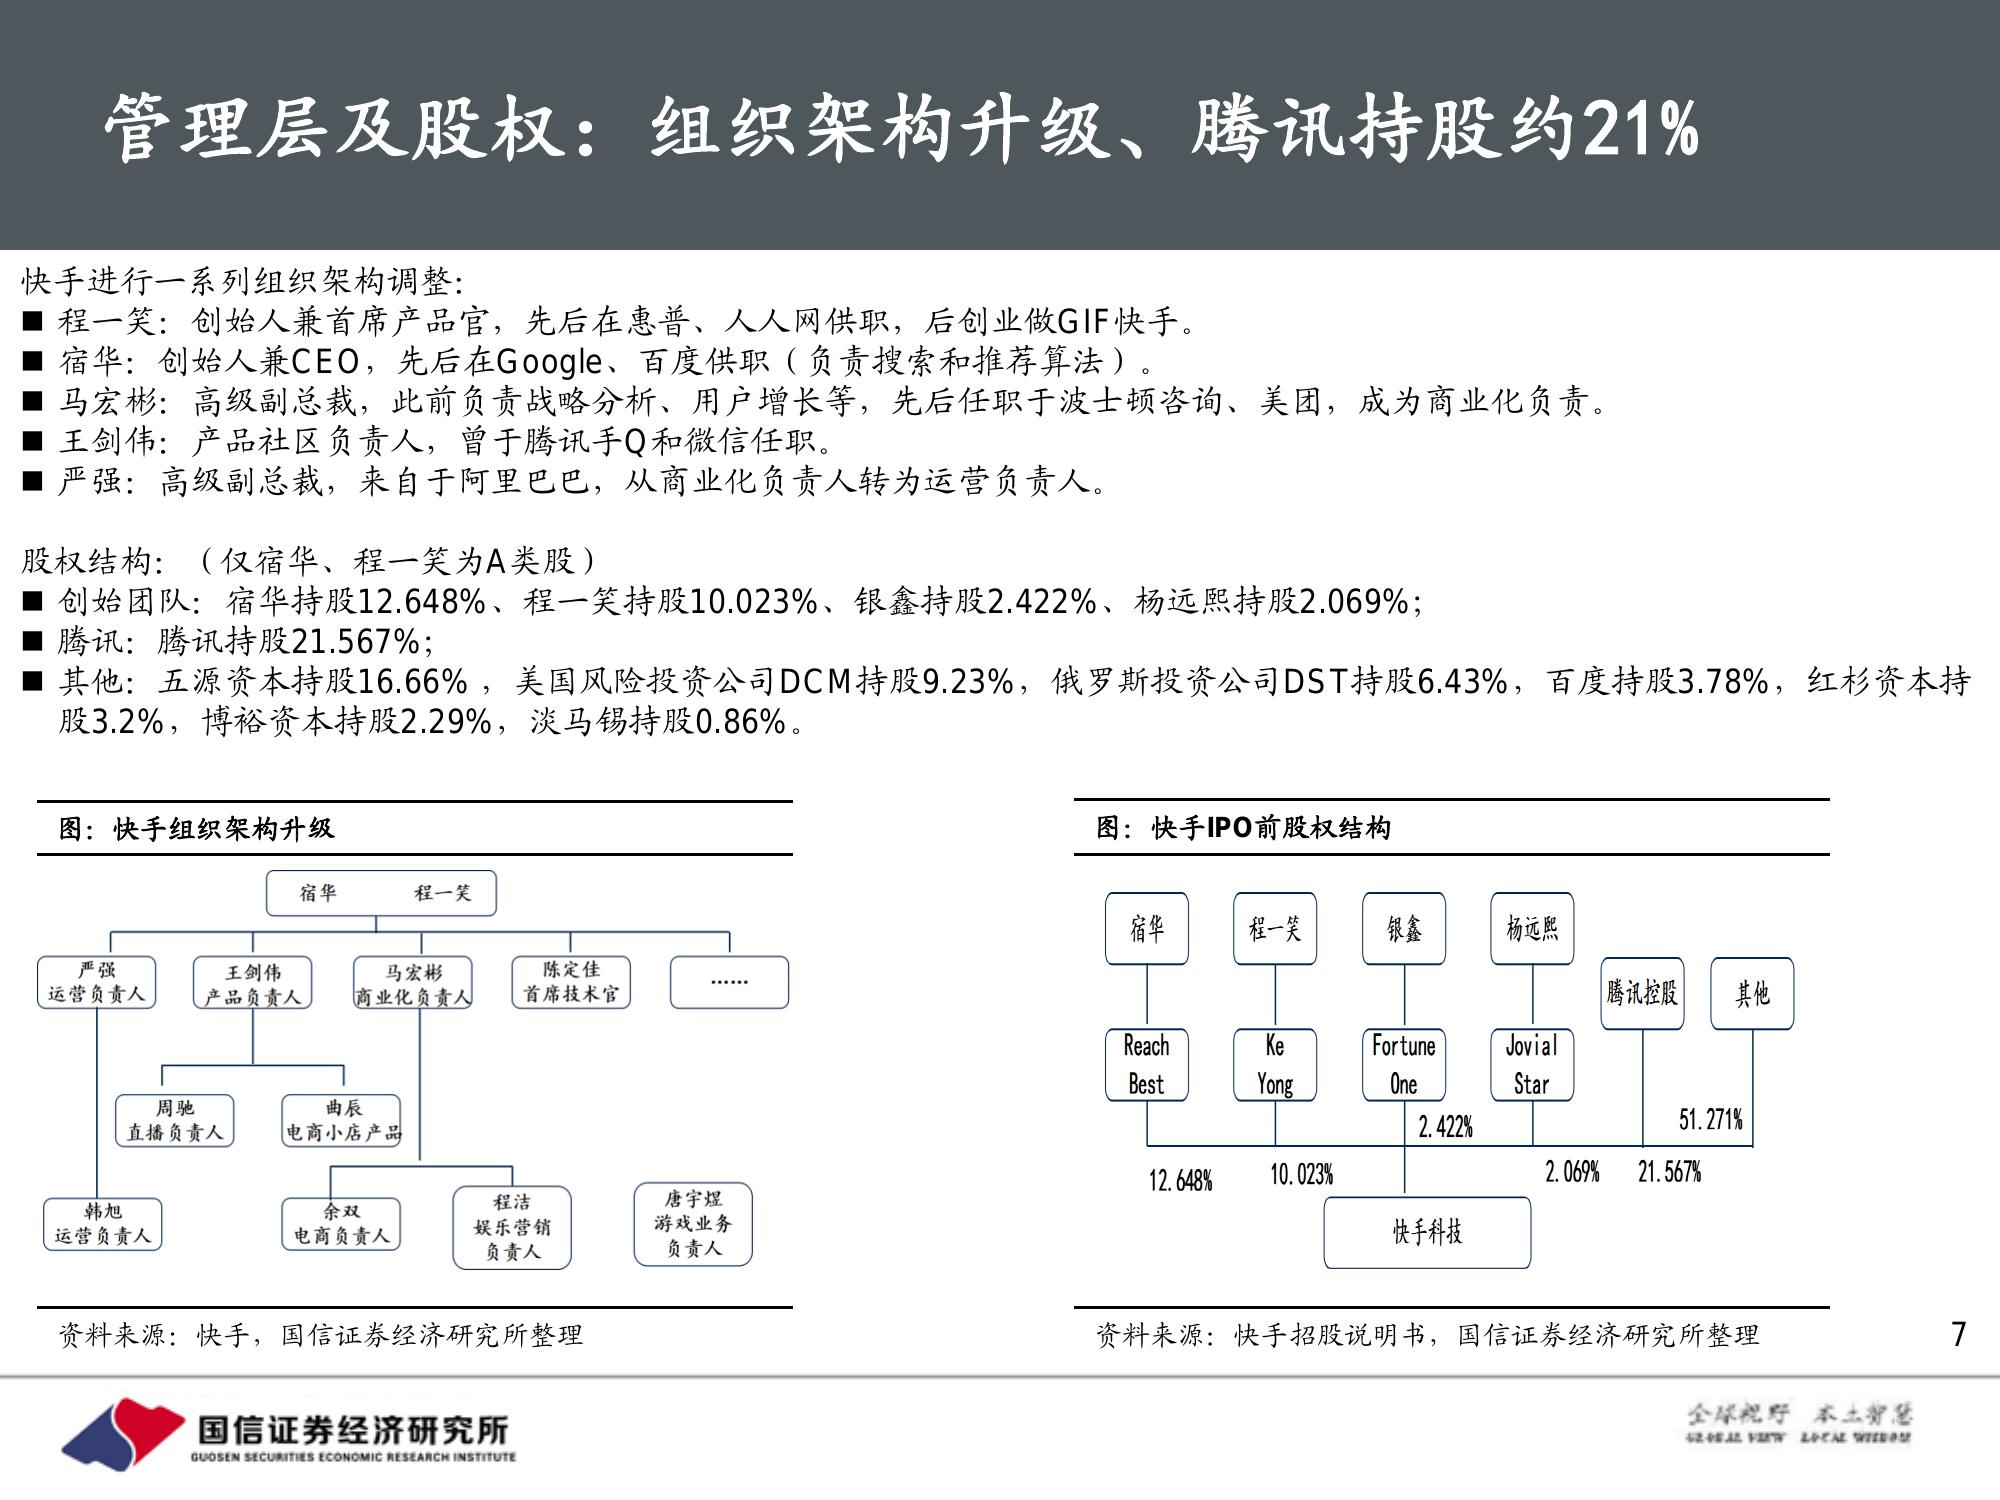 管理层及股权：组织架构升级、腾讯持股约21%
快手进行一系列组织架构调整：
■ 程一笑：创始人兼首席产品官，先后在惠普、人人网供职，后创业做GIF快手。
■ 宿华：创始人兼CEO，先后在Google、百度供职（负责搜索和推荐算法）。
■ 马宏彬：高级副总裁，此前负责战略分析、用户增长等，先后任职于波士顿咨询、美团，成为商业化负责。
■ 王剑伟：产品社区负责人，曾于腾讯手Q和微信任职。
■ 严强：高级副总裁，来自于阿里巴巴，从商业化负责人转为运营负责人。
股权结构：（仅宿华、程一笑为A类股）
■ 创始团队：宿华持股12.648%、程一笑持股10.023%、银鑫持股2.422%、杨远熙持股2.069%；
■ 腾讯：腾讯持股21.567%；
■ 其他：五源资本持股16.66%，美国风险投资公司DCM持股9.23%，俄罗斯投资公司DST持股6.43%，百度持股3.78%，红杉资本持
股3.2%，博裕资本持股2.29%，淡马锡持股0.86%。
图：快手组织架构升级
宿华 程一笑
严强
运营负责人
王剑伟
产品负责人
马宏彬
商业化负责人
陈定佳
首席技术官
……
周驰
直播负责人
曲辰
电商小店产品
韩旭
运营负责人
余双
电商负责人
程洁
娱乐营销
负责人
唐宇煜
游戏业务
负责人
资料来源：快手，国信证券经济研究所整理
图：快手IPO前股权结构
宿华
程一笑
银鑫
杨远熙
腾讯控股
其他
Reach
Best
Ke
Yong
Fortune
One
Jovial
Star
2.422%
51.271%
12.648%
10.023%
2.069%
21.567%
快手科技
资料来源：快手招股说明书，国信证券经济研究所整理
7
国信证券经济研究所
GUOSEN SECURITIES ECONOMIC RESEARCH INSTITUTE
全球视野 本土智慧
GLOBAL VIEW LOCAL WISDOM